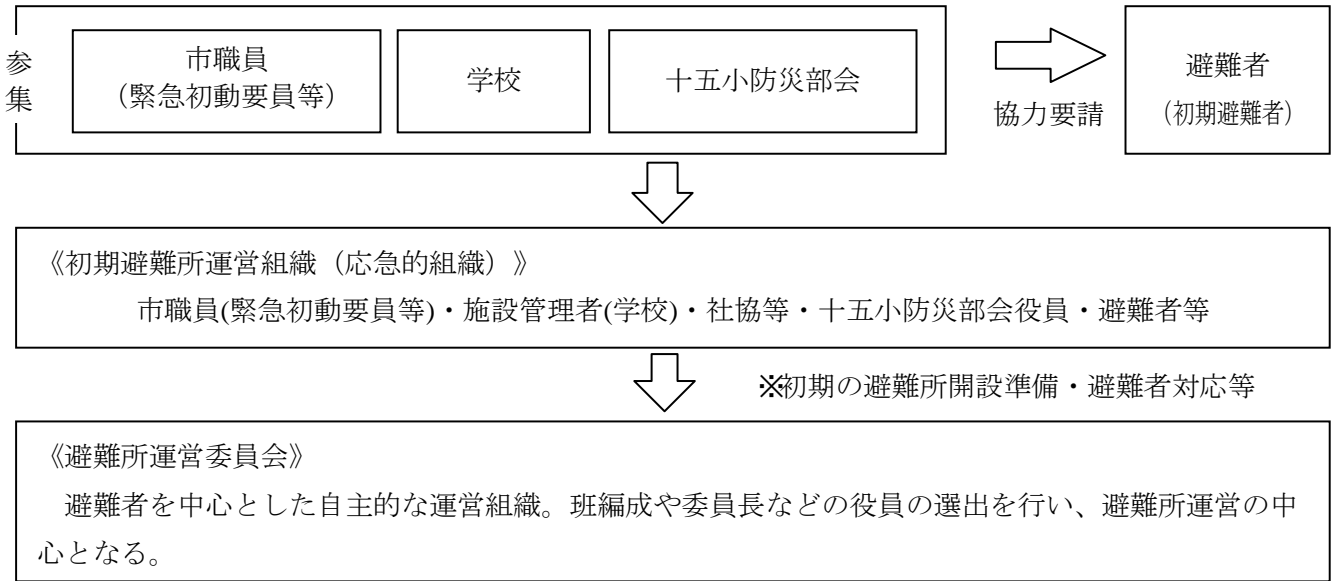 参集
市職員
（緊急初動要員等）
学校
十五小防災部会
協力要請
避難者
（初期避難者）
《初期避難所運営組織（応急的組織）》
市職員(緊急初動要員等)・施設管理者(学校)・社協等・十五小防災部会役員・避難者等
※初期の避難所開設準備・避難者対応等
《避難所運営委員会》
避難者を中心とした自主的な運営組織。班編成や委員長などの役員の選出を行い、避難所運営の中
心となる。